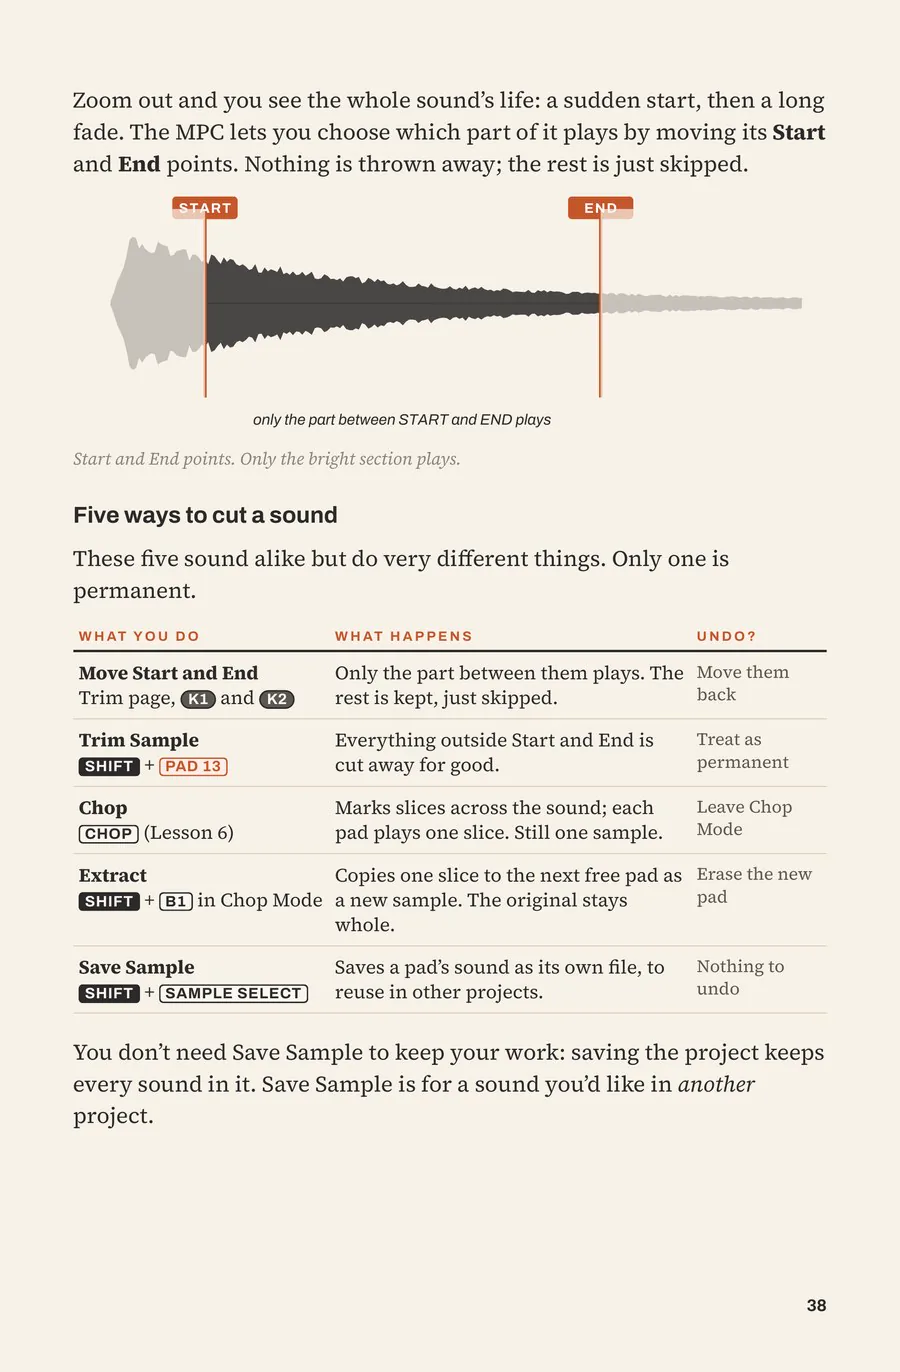 Zoom out and you see the whole sound’s life: a sudden start, then a long
fade. The MPC lets you choose which part of it plays by moving its Start
and End points. Nothing is thrown away; the rest is just skipped.
START
END
only the part between START and END plays
Start and End points. Only the bright section plays.
Five ways to cut a sound
These five sound alike but do very different things. Only one is
permanent.
WHAT YOU DO WHAT HAPPENS UNDO?
Move Start and End
Trim page, K1 and K2
Only the part between them plays. The
rest is kept, just skipped.
Move them
back
Trim Sample
SHIFT + PAD 13
Everything outside Start and End is
cut away for good.
Treat as
permanent
Chop
CHOP (Lesson 6)
Marks slices across the sound; each
pad plays one slice. Still one sample.
Leave Chop
Mode
Extract
SHIFT + B1 in Chop Mode
Copies one slice to the next free pad as
a new sample. The original stays
whole.
Erase the new
pad
Save Sample
SHIFT + SAMPLE SELECT
Saves a pad’s sound as its own file, to
reuse in other projects.
Nothing to
undo
You don’t need Save Sample to keep your work: saving the project keeps
every sound in it. Save Sample is for a sound you’d like in another
project.
38